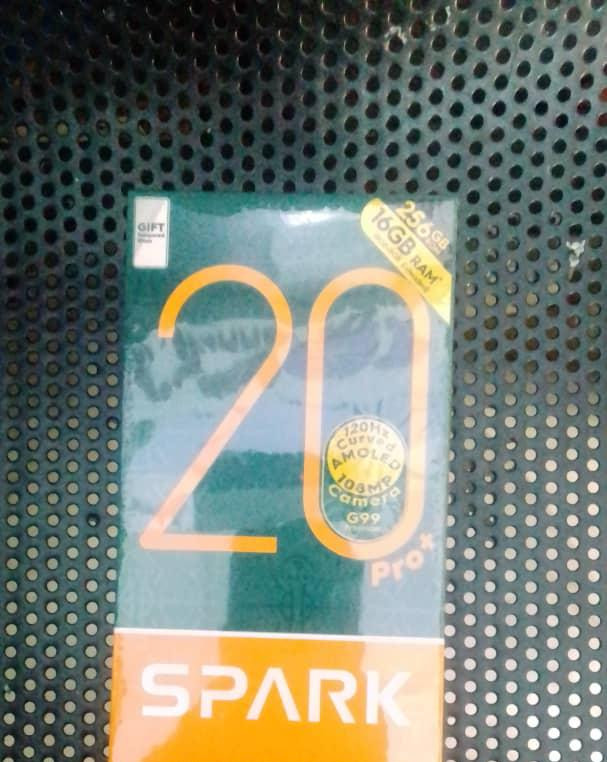 GIFT
256GB
16GB RAM*
20
120Hz
Curved
AMOLED
108MP
Camera
G99
Pro+
SPARK